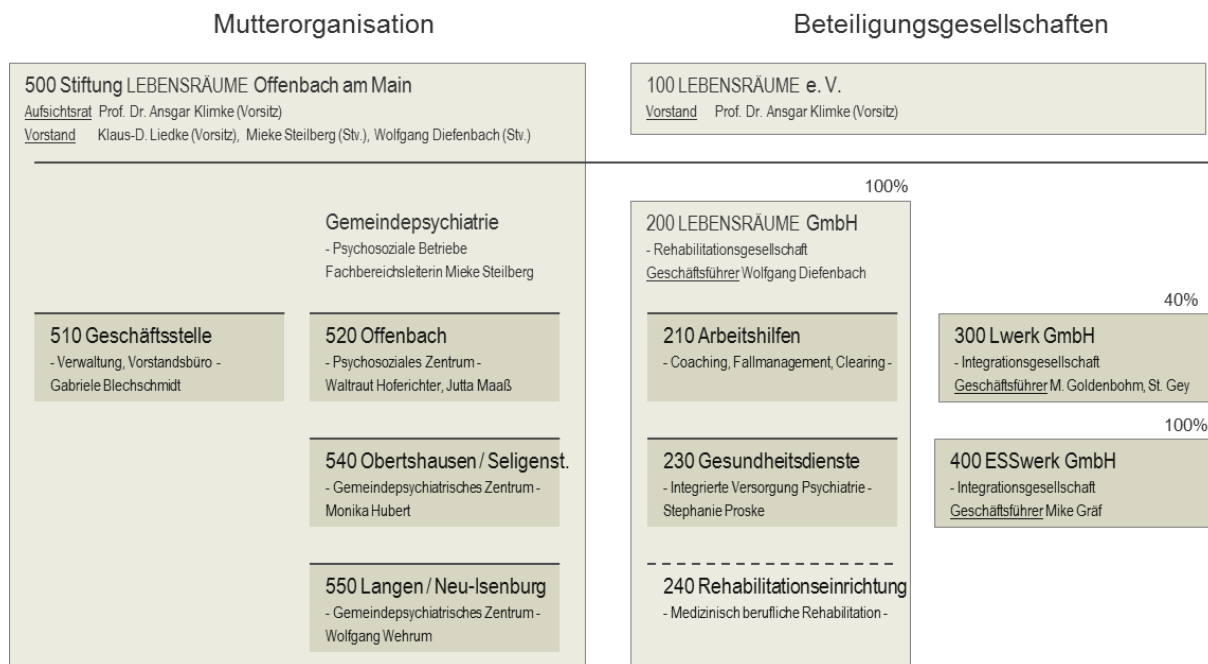 Mutterorganisation
Beteiligungsgesellschaften
500 Stiftung LEBENSRÄUME Offenbach am Main
Aufsichtsrat Prof. Dr. Ansgar Klimke (Vorsitz)
Vorstand Klaus-D. Liedke (Vorsitz), Mieke Steilberg (Stv.), Wolfgang Diefenbach (Stv.)
100 LEBENSRÄUME e. V.
Vorstand Prof. Dr. Ansgar Klimke (Vorsitz)
Gemeindepsychiatrie
- Psychosoziale Betriebe
Fachbereichsleiterin Mieke Steilberg
100%
200 LEBENSRÄUME GmbH
- Rehabilitationsgesellschaft
Geschäftsführer Wolfgang Diefenbach
510 Geschäftsstelle
- Verwaltung, Vorstandsbüro -
Gabriele Blechschmidt
520 Offenbach
- Psychosoziales Zentrum -
Waltraut Hoferichter, Jutta Maaß
210 Arbeitshilfen
- Coaching, Fallmanagement, Clearing -
40%
300 Lwerk GmbH
- Integrationsgesellschaft
Geschäftsführer M. Goldenbohm, St. Gey
540 Obertshausen / Seligenst.
- Gemeindepsychiatrisches Zentrum -
Monika Hubert
230 Gesundheitsdienste
- Integrierte Versorgung Psychiatrie -
Stephanie Proske
100%
400 ESSwerk GmbH
- Integrationsgesellschaft
Geschäftsführer Mike Gräf
550 Langen / Neu-Isenburg
- Gemeindepsychiatrisches Zentrum -
Wolfgang Wehrum
240 Rehabilitationseinrichtung
- Medizinisch berufliche Rehabilitation -